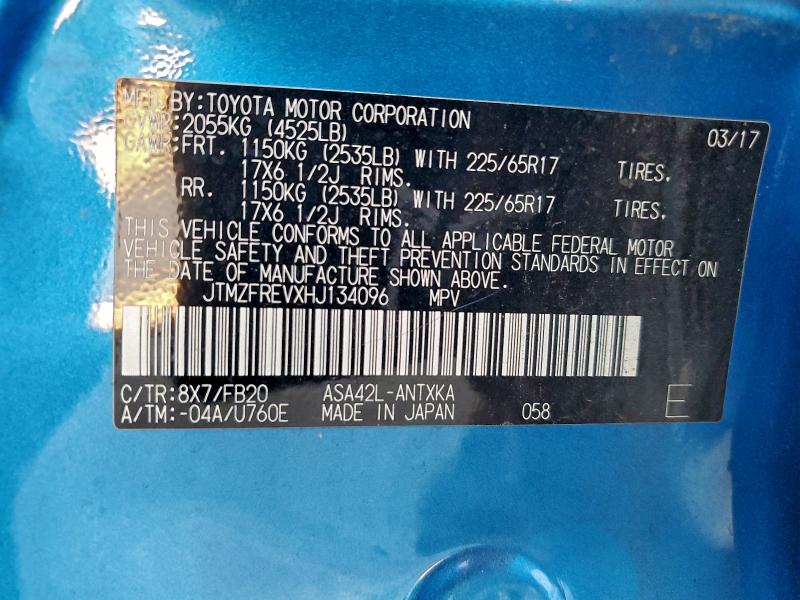 MFD.BY:TOYOTA MOTOR CORPORATION 03/17
GVWR:2055KG (4525LB)
GAWR:FRT. 1150KG (2535LB) WITH 225/65R17 TIRES.
17X6 1/2J RIMS.
RR. 1150KG (2535LB) WITH 225/65R17 TIRES.
17X6 1/2J RIMS.
THIS VEHICLE CONFORMS TO ALL APPLICABLE FEDERAL MOTOR
VEHICLE SAFETY AND THEFT PREVENTION STANDARDS IN EFFECT ON
THE DATE OF MANUFACTURE SHOWN ABOVE.
JTMZFREVXHJ134096 MPV
C/TR:8X7/FB20 ASA42L-ANTXKA
A/TM:-04A/U760E MADE IN JAPAN 058 E